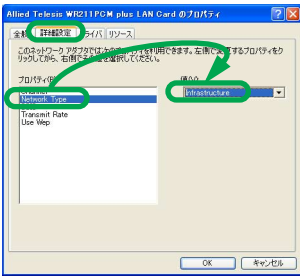 Allied Telesis WR211PCM plus LAN Card のプロパティ
全般 詳細設定 ドライバ リソース
このネットワーク アダプタでは次のプロパティを利用できます。左側で変更するプロパティをク
リックしてから、右側でその値を選択してください。
プロパティ(P): 値(V):
Channel Infrastructure
Network Type
Transmit Rate
Use Wep
OK キャンセル